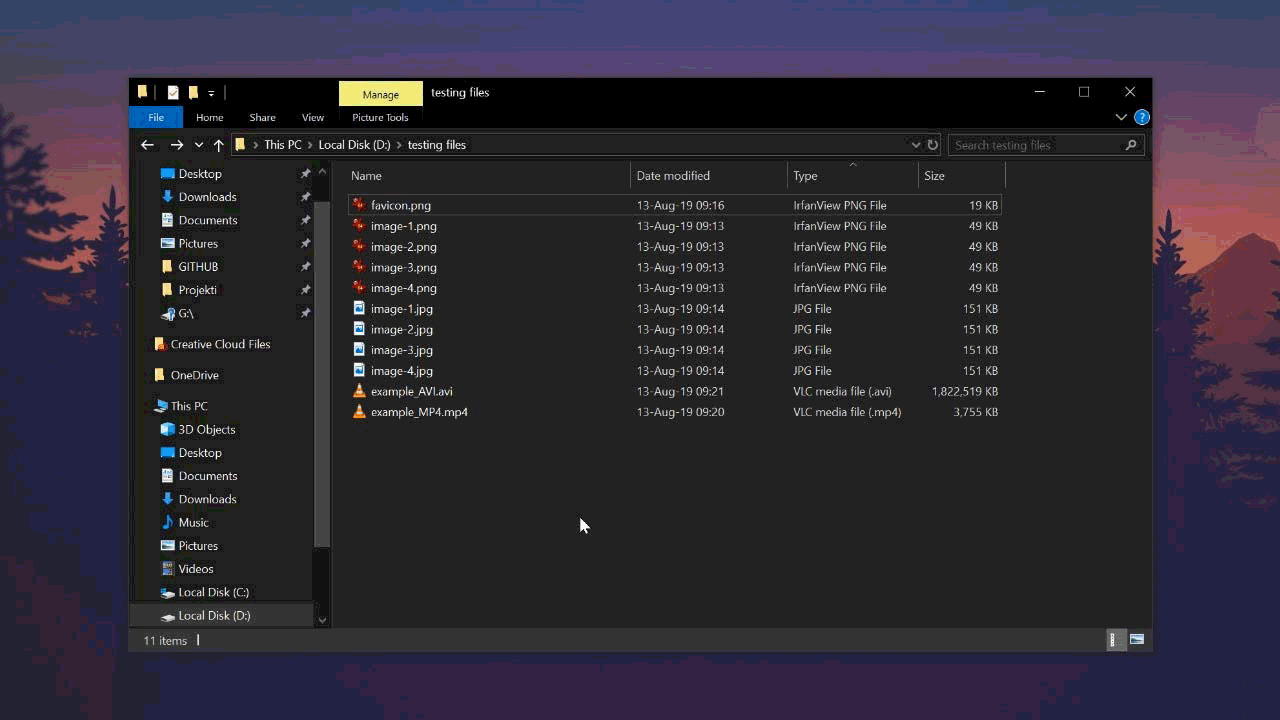 Manage testing files
File Home Share View Picture Tools
This PC Local Disk (D:) testing files Search testing files
Desktop
Downloads
Documents
Pictures
GITHUB
Projekti
G:\
Creative Cloud Files
OneDrive
This PC
3D Objects
Desktop
Documents
Downloads
Music
Pictures
Videos
Local Disk (C:)
Local Disk (D:)
Name Date modified Type Size
favicon.png 13-Aug-19 09:16 IrfanView PNG File 19 KB
image-1.png 13-Aug-19 09:13 IrfanView PNG File 49 KB
image-2.png 13-Aug-19 09:13 IrfanView PNG File 49 KB
image-3.png 13-Aug-19 09:13 IrfanView PNG File 49 KB
image-4.png 13-Aug-19 09:13 IrfanView PNG File 49 KB
image-1.jpg 13-Aug-19 09:14 JPG File 151 KB
image-2.jpg 13-Aug-19 09:14 JPG File 151 KB
image-3.jpg 13-Aug-19 09:14 JPG File 151 KB
image-4.jpg 13-Aug-19 09:14 JPG File 151 KB
example_AVI.avi 13-Aug-19 09:21 VLC media file (.avi) 1,822,519 KB
example_MP4.mp4 13-Aug-19 09:20 VLC media file (.mp4) 3,755 KB
11 items